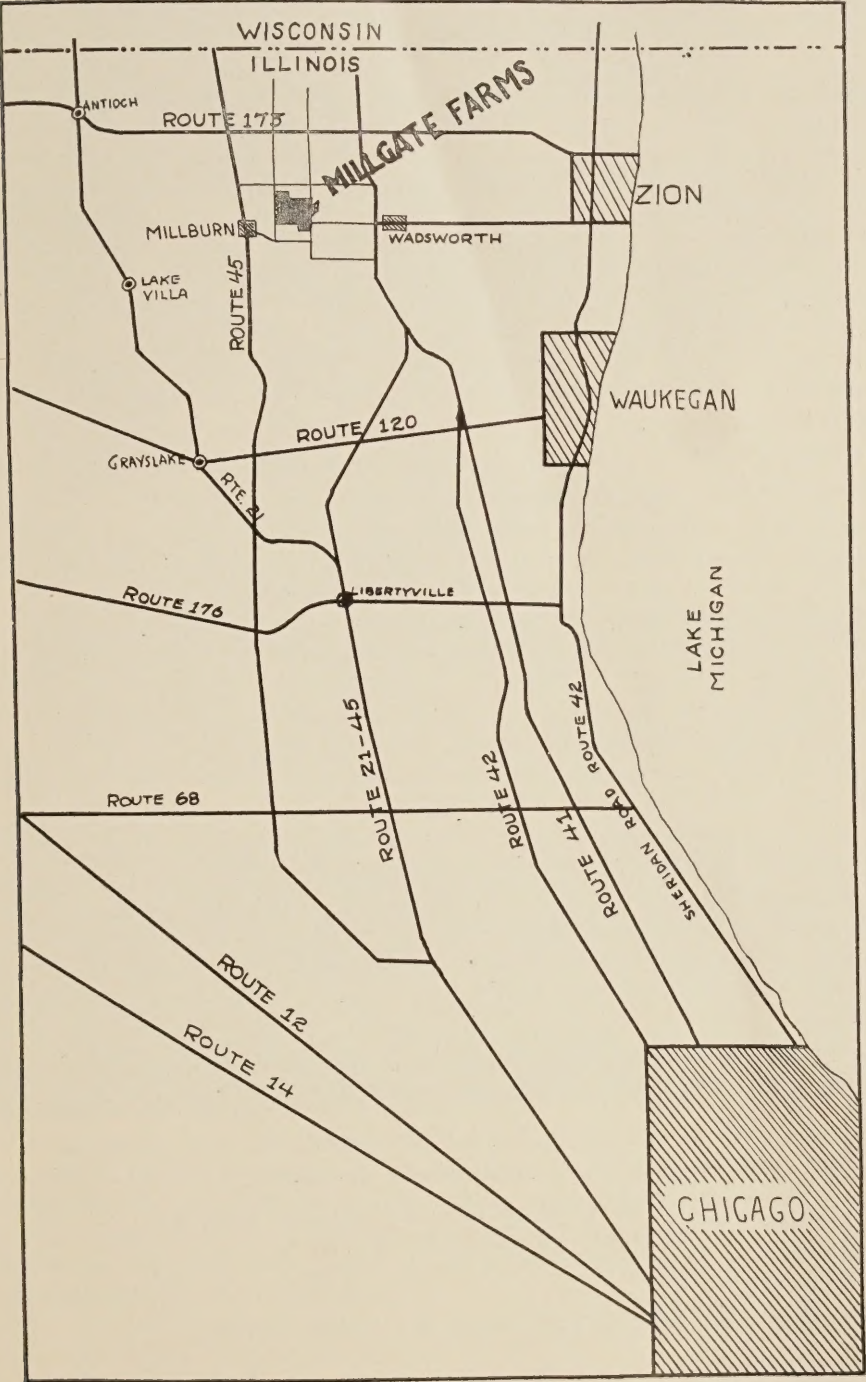 WISCONSIN
ILLINOIS
ANTIOCH
ROUTE 173
MILLGATE FARMS
ZION
MILLBURN
WADSWORTH
LAKE
VILLA
ROUTE 45
WAUKEGAN
ROUTE 120
GRAYSLAKE
RTE. 21
ROUTE 176
LIBERTYVILLE
LAKE
MICHIGAN
ROUTE 21-45
ROUTE 42
ROUTE 41
SHERIDAN ROAD ROUTE 42
ROUTE 68
ROUTE 12
ROUTE 14
CHICAGO